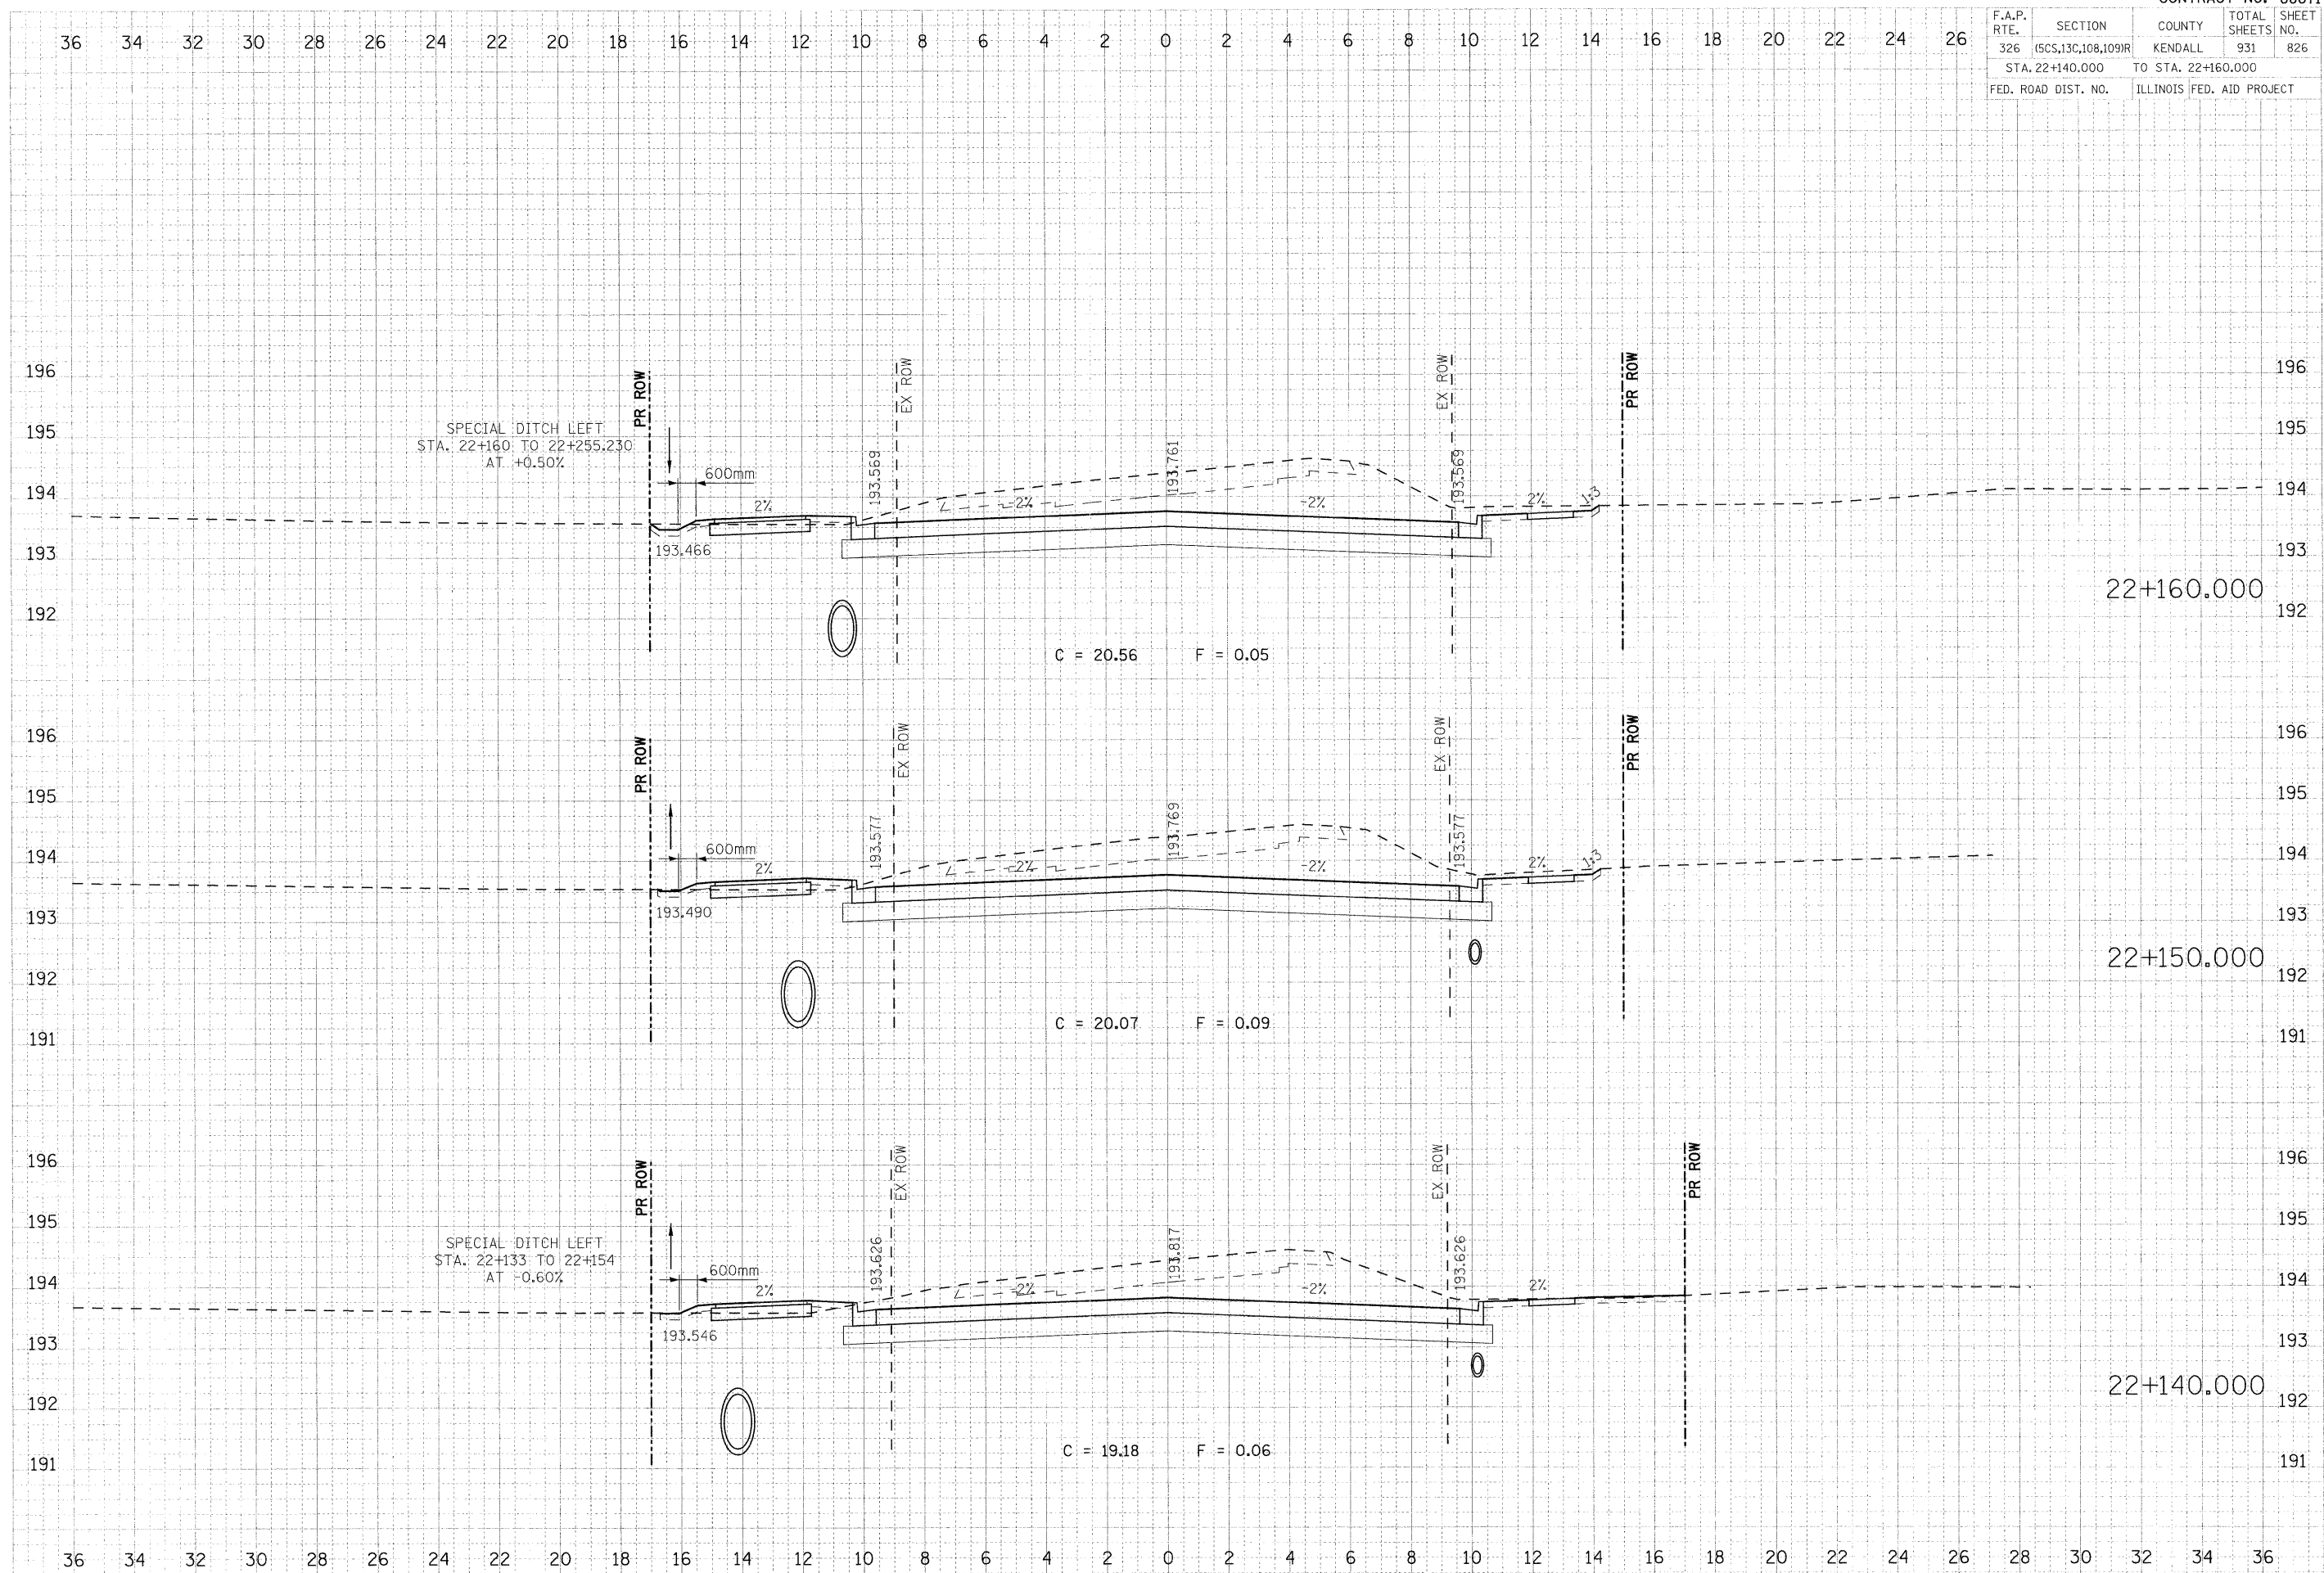 F.A.P. RTE. SECTION COUNTY TOTAL SHEETS SHEET NO.
326 (5CS,13C,108,109)R KENDALL 931 826
STA. 22+140.000 TO STA. 22+160.000
FED. ROAD DIST. NO. ILLINOIS FED. AID PROJECT
36 34 32 30 28 26 24 22 20 18 16 14 12 10 8 6 4 2 0 2 4 6 8 10 12 14 16 18 20 22 24 26
196 PR ROW EX ROW EX ROW PR ROW 196
195 195
SPECIAL DITCH LEFT
STA. 22+160 TO 22+255.230
AT +0.50%
600mm
193.569 193.761 193.569
194 2% -2% -2% 2% 1:3 194
193 193.466 193
22+160.000
192 192
C = 20.56 F = 0.05
196 PR ROW EX ROW EX ROW PR ROW 196
195 195
600mm
193.577 193.769 193.577
194 2% -2% -2% 2% 1:3 194
193 193.490 193
22+150.000
192 192
C = 20.07 F = 0.09
191 191
196 PR ROW EX ROW EX ROW PR ROW 196
195 195
SPECIAL DITCH LEFT
STA. 22+133 TO 22+154
AT -0.60%
600mm
193.626 193.817 193.626
194 2% -2% -2% 2% 194
193 193.546 193
22+140.000
192 192
C = 19.18 F = 0.06
191 191
36 34 32 30 28 26 24 22 20 18 16 14 12 10 8 6 4 2 0 2 4 6 8 10 12 14 16 18 20 22 24 26 28 30 32 34 36